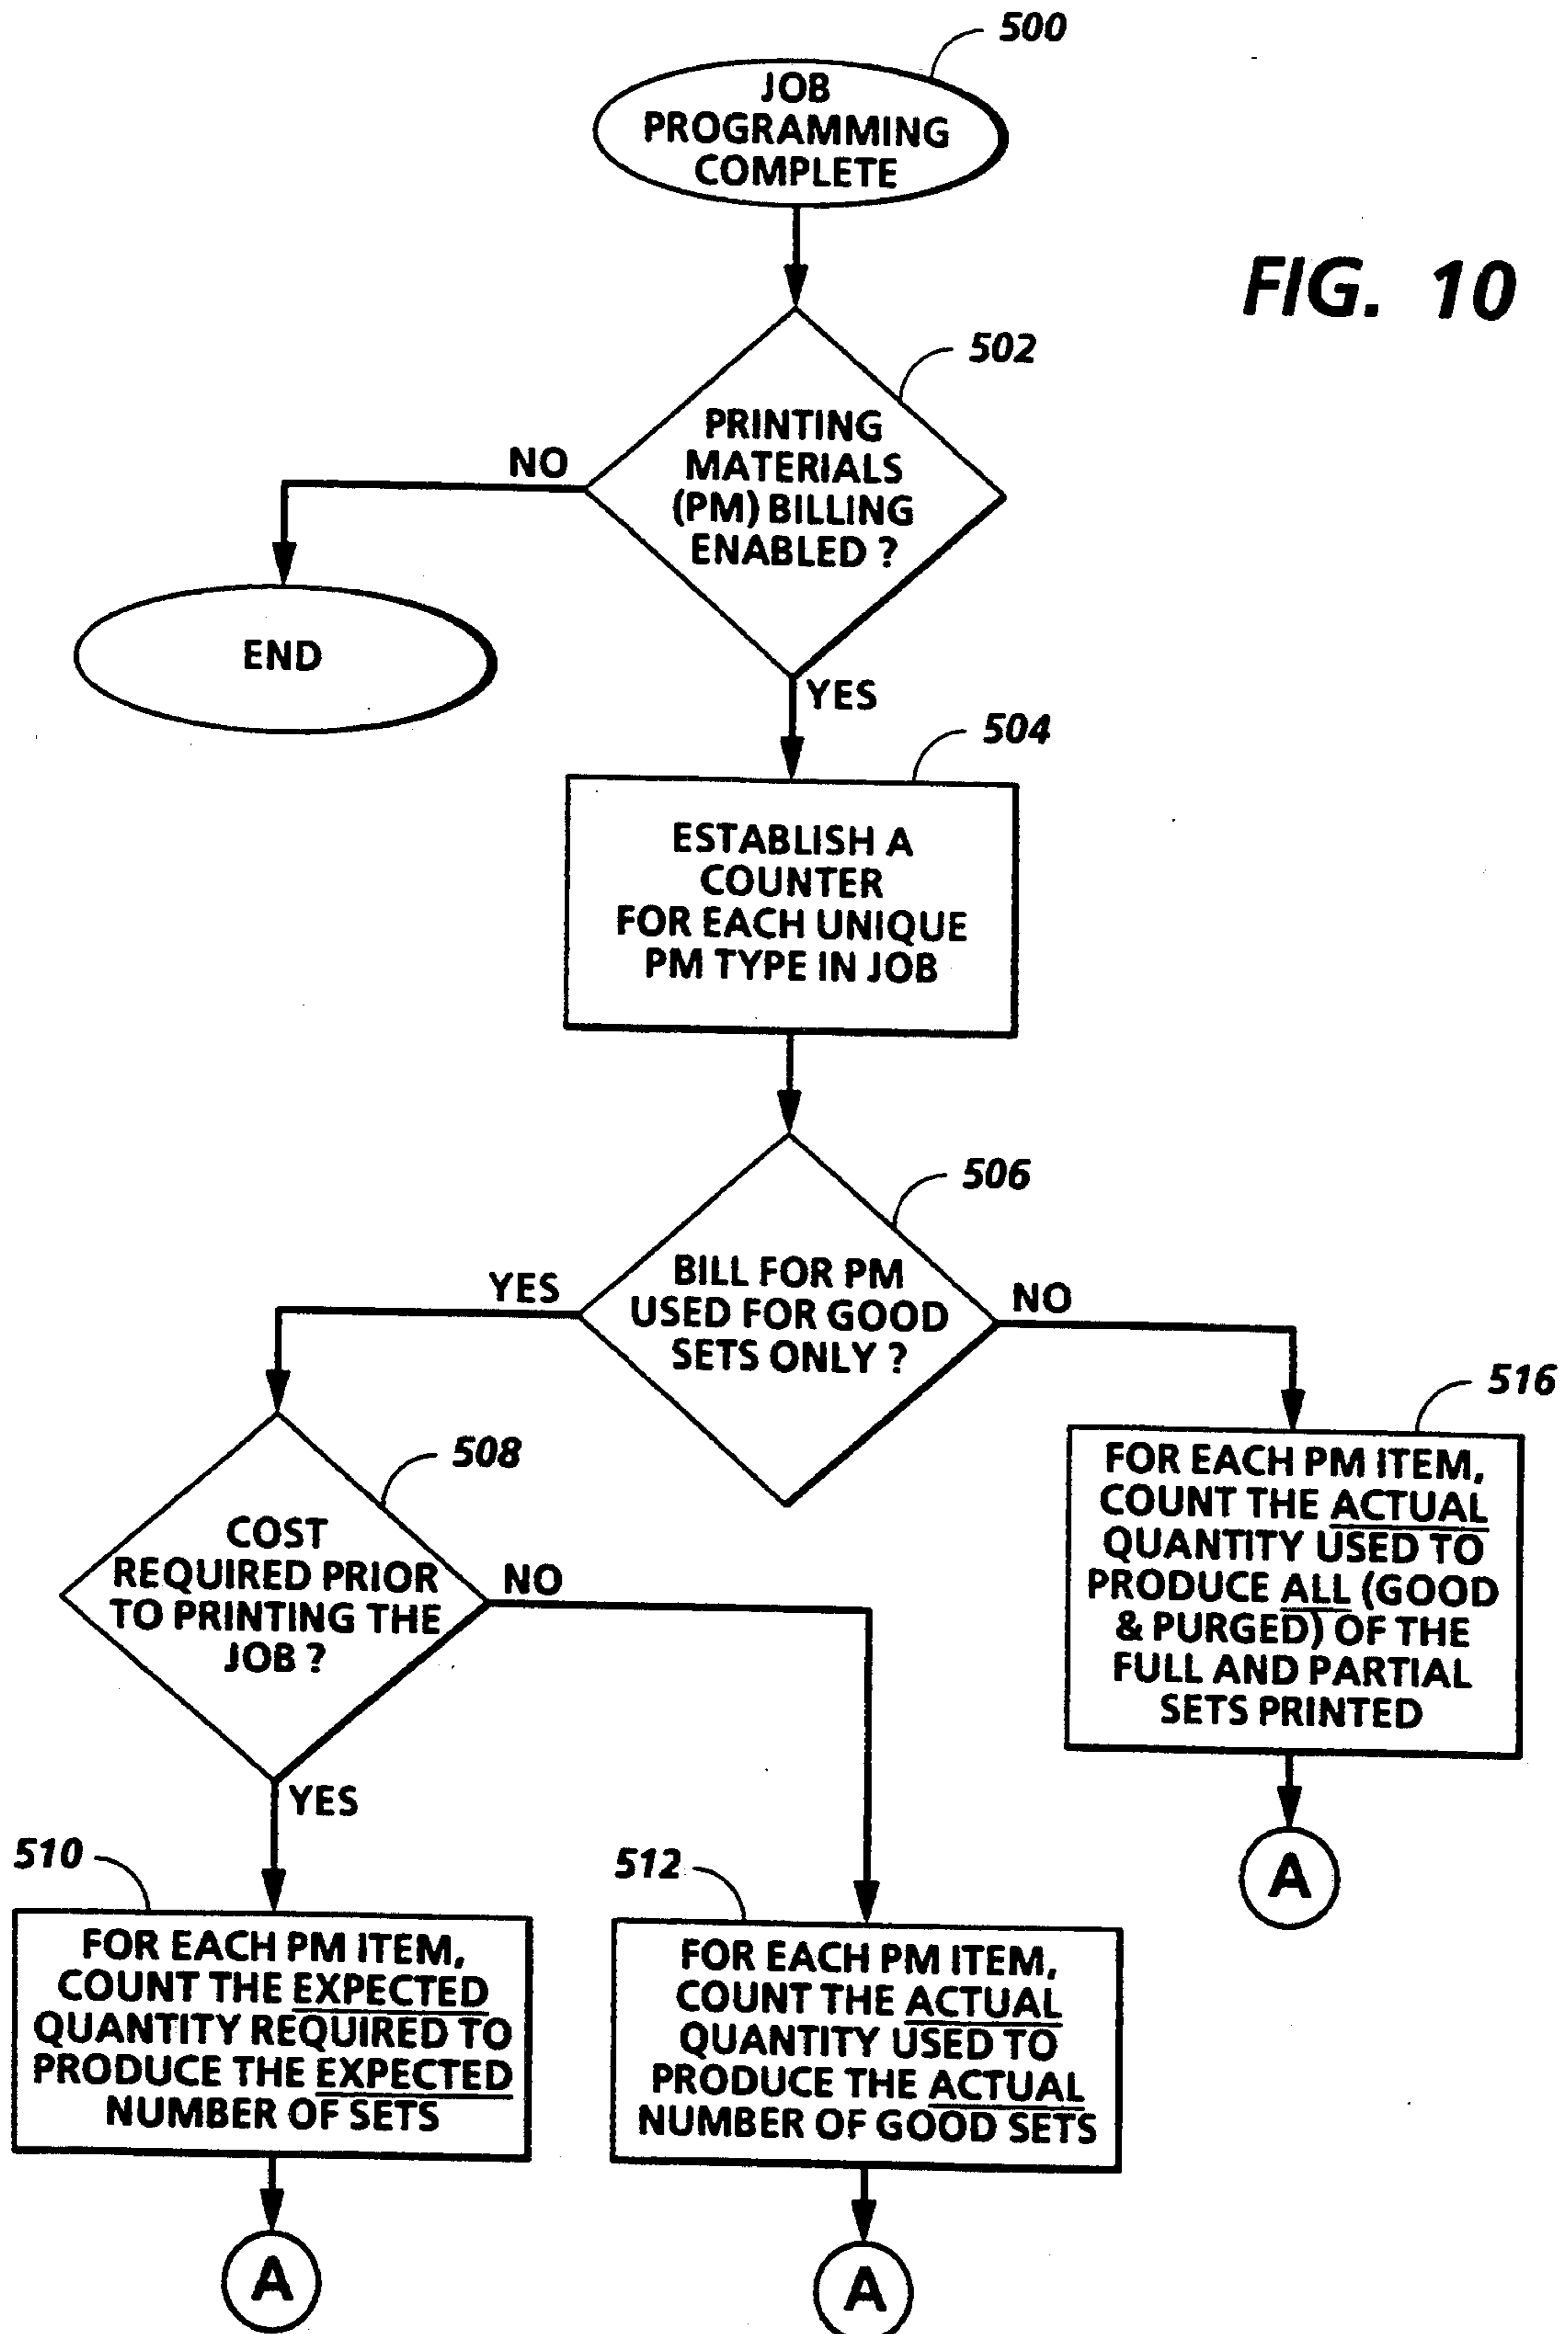 500
JOB
PROGRAMMING
COMPLETE
FIG. 10
502
PRINTING
MATERIALS
(PM) BILLING
ENABLED ?
NO
END
YES
504
ESTABLISH A
COUNTER
FOR EACH UNIQUE
PM TYPE IN JOB
506
BILL FOR PM
USED FOR GOOD
SETS ONLY ?
YES
NO
516
FOR EACH PM ITEM,
COUNT THE ACTUAL
QUANTITY USED TO
PRODUCE ALL (GOOD
& PURGED) OF THE
FULL AND PARTIAL
SETS PRINTED
A
508
COST
REQUIRED PRIOR
TO PRINTING THE
JOB ?
NO
YES
510
FOR EACH PM ITEM,
COUNT THE EXPECTED
QUANTITY REQUIRED TO
PRODUCE THE EXPECTED
NUMBER OF SETS
A
512
FOR EACH PM ITEM,
COUNT THE ACTUAL
QUANTITY USED TO
PRODUCE THE ACTUAL
NUMBER OF GOOD SETS
A